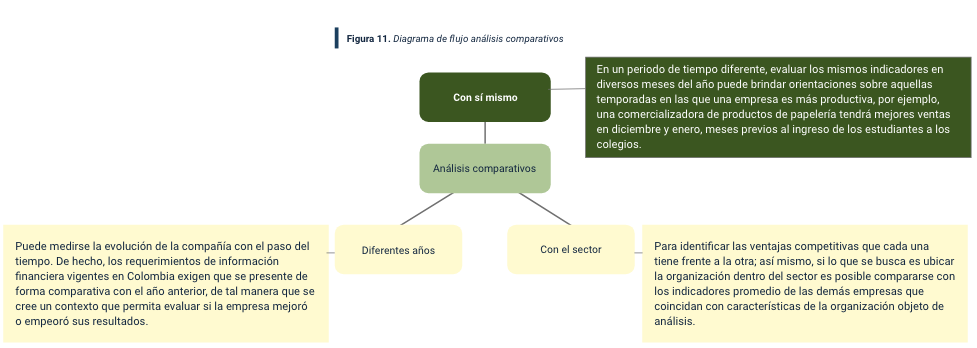 Figura 11. Diagrama de flujo análisis comparativos
Con sí mismo
En un periodo de tiempo diferente, evaluar los mismos indicadores en
diversos meses del año puede brindar orientaciones sobre aquellas
temporadas en las que una empresa es más productiva, por ejemplo,
una comercializadora de productos de papelería tendrá mejores ventas
en diciembre y enero, meses previos al ingreso de los estudiantes a los
colegios.
Análisis comparativos
Puede medirse la evolución de la compañía con el paso del
tiempo. De hecho, los requerimientos de información
financiera vigentes en Colombia exigen que se presente de
forma comparativa con el año anterior, de tal manera que se
cree un contexto que permita evaluar si la empresa mejoró
o empeoró sus resultados.
Diferentes años
Con el sector
Para identificar las ventajas competitivas que cada una
tiene frente a la otra; así mismo, si lo que se busca es ubicar
la organización dentro del sector es posible compararse con
los indicadores promedio de las demás empresas que
coincidan con características de la organización objeto de
análisis.